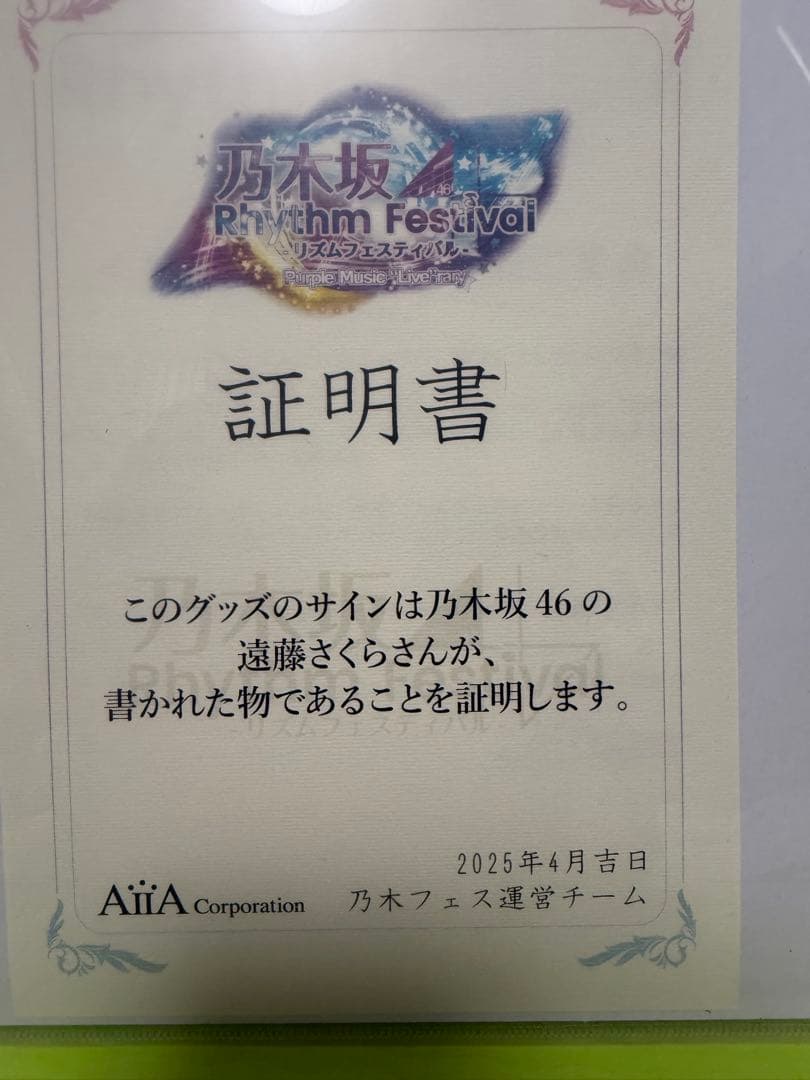 乃木坂46
Rhythm Festival
-リズムフェスティバル-
Purple Music "Live"rary
証明書
このグッズのサインは乃木坂46の
遠藤さくらさんが、
書かれた物であることを証明します。
2025年4月吉日
AiiA Corporation 乃木フェス運営チーム